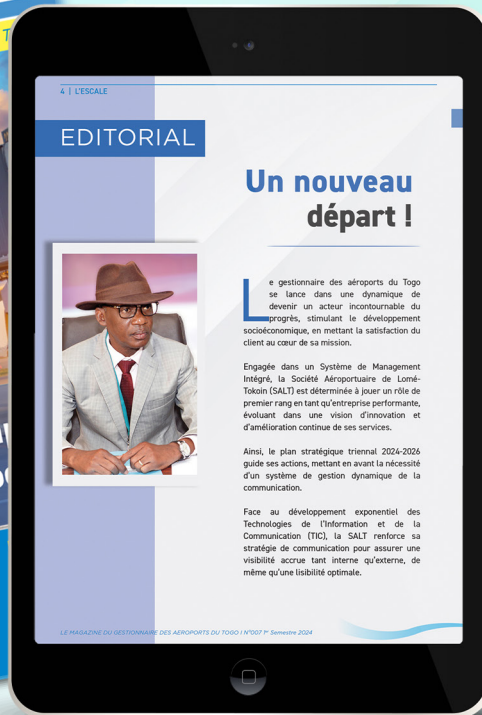 4 | L'ESCALE
EDITORIAL
Un nouveau
départ !
Le gestionnaire des aéroports du Togo
se lance dans une dynamique de
devenir un acteur incontournable du
progrès, stimulant le développement
socioéconomique, en mettant la satisfaction du
client au cœur de sa mission.
Engagée dans un Système de Management
Intégré, la Société Aéroportuaire de Lomé-
Tokoin (SALT) est déterminée à jouer un rôle de
premier rang en tant qu'entreprise performante,
évoluant dans une vision d'innovation et
d'amélioration continue de ses services.
Ainsi, le plan stratégique triennal 2024-2026
guide ses actions, mettant en avant la nécessité
d'un système de gestion dynamique de la
communication.
Face au développement exponentiel des
Technologies de l'Information et de la
Communication (TIC), la SALT renforce sa
stratégie de communication pour assurer une
visibilité accrue tant interne qu'externe, de
même qu'une lisibilité optimale.
LE MAGAZINE DU GESTIONNAIRE DES AEROPORTS DU TOGO I N°007 1er Semestre 2024